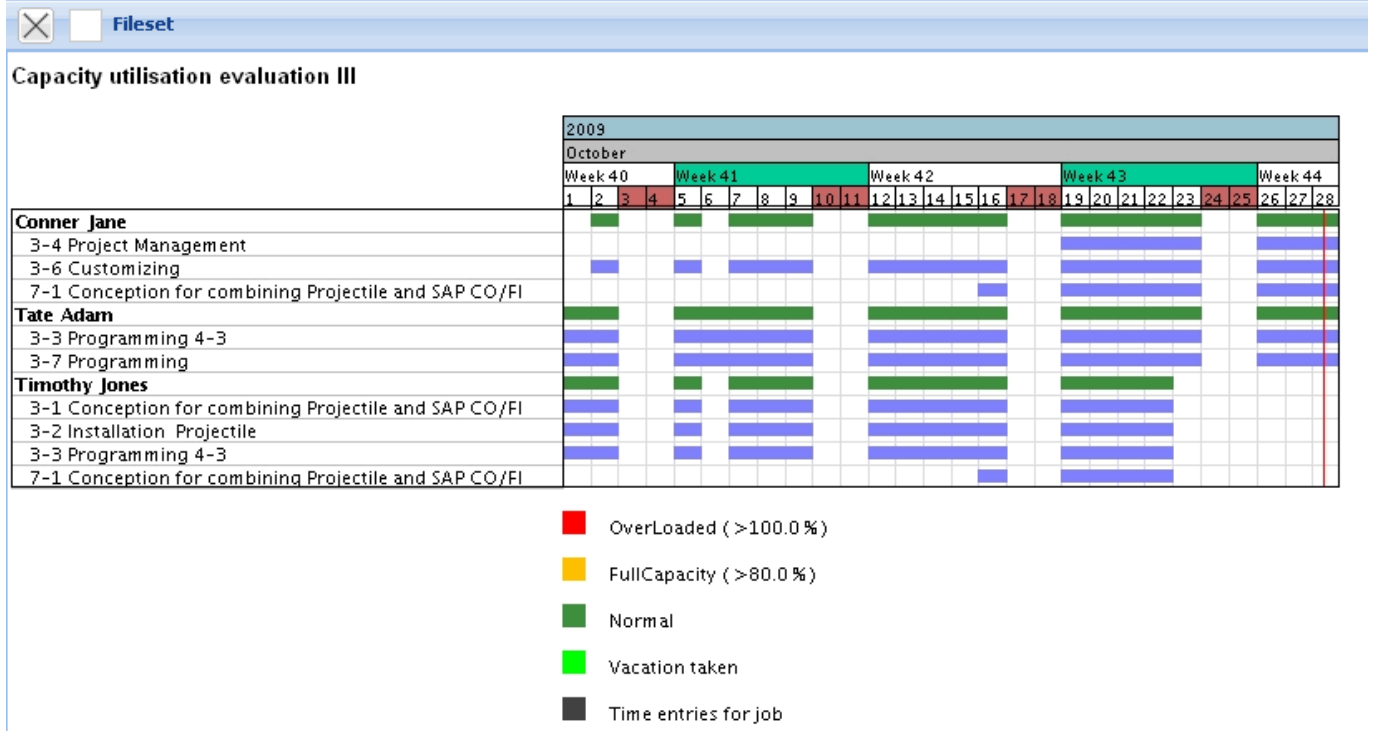 Fileset
Capacity utilisation evaluation III
2009
October
Week 40 Week 41 Week 42 Week 43 Week 44
1 2 3 4 5 6 7 8 9 10 11 12 13 14 15 16 17 18 19 20 21 22 23 24 25 26 27 28
Conner Jane
3-4 Project Management
3-6 Customizing
7-1 Conception for combining Projectile and SAP CO/FI
Tate Adam
3-3 Programming 4-3
3-7 Programming
Timothy Jones
3-1 Conception for combining Projectile and SAP CO/FI
3-2 Installation Projectile
3-3 Programming 4-3
7-1 Conception for combining Projectile and SAP CO/FI
OverLoaded ( >100.0 %)
FullCapacity ( >80.0 %)
Normal
Vacation taken
Time entries for job